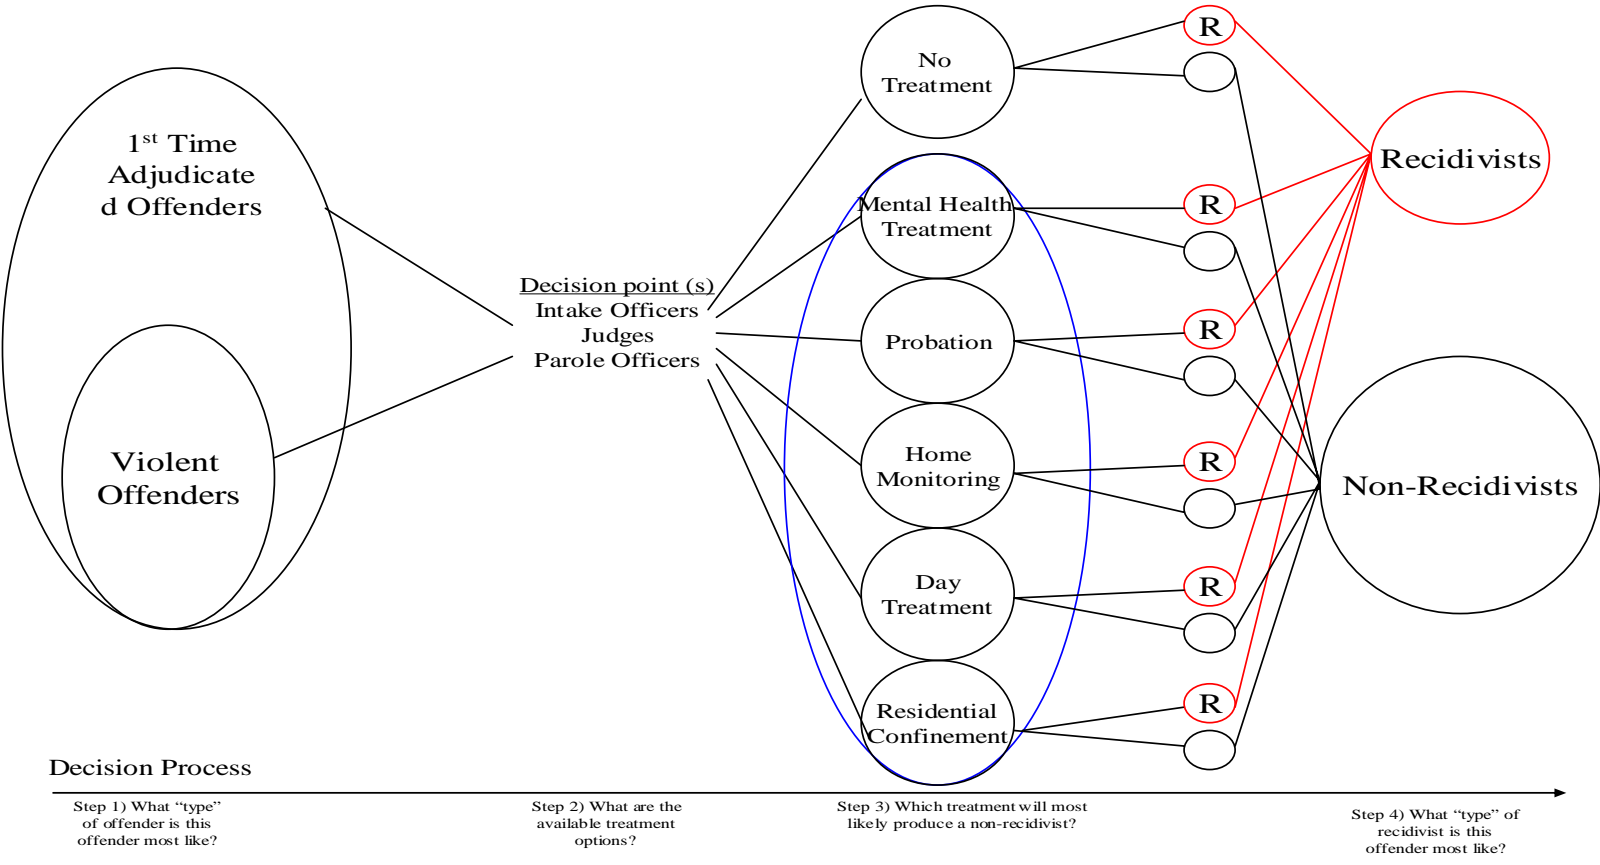 1st Time
Adjudicate
d Offenders
Violent
Offenders
Decision point (s)
Intake Officers
Judges
Parole Officers
No
Treatment
Mental Health
Treatment
Probation
Home
Monitoring
Day
Treatment
Residential
Confinement
R
R
R
R
R
R
Recidivists
Non-Recidivists
Decision Process
Step 1) What “type”
of offender is this
offender most like?
Step 2) What are the
available treatment
options?
Step 3) Which treatment will most
likely produce a non-recidivist?
Step 4) What “type” of
recidivist is this
offender most like?